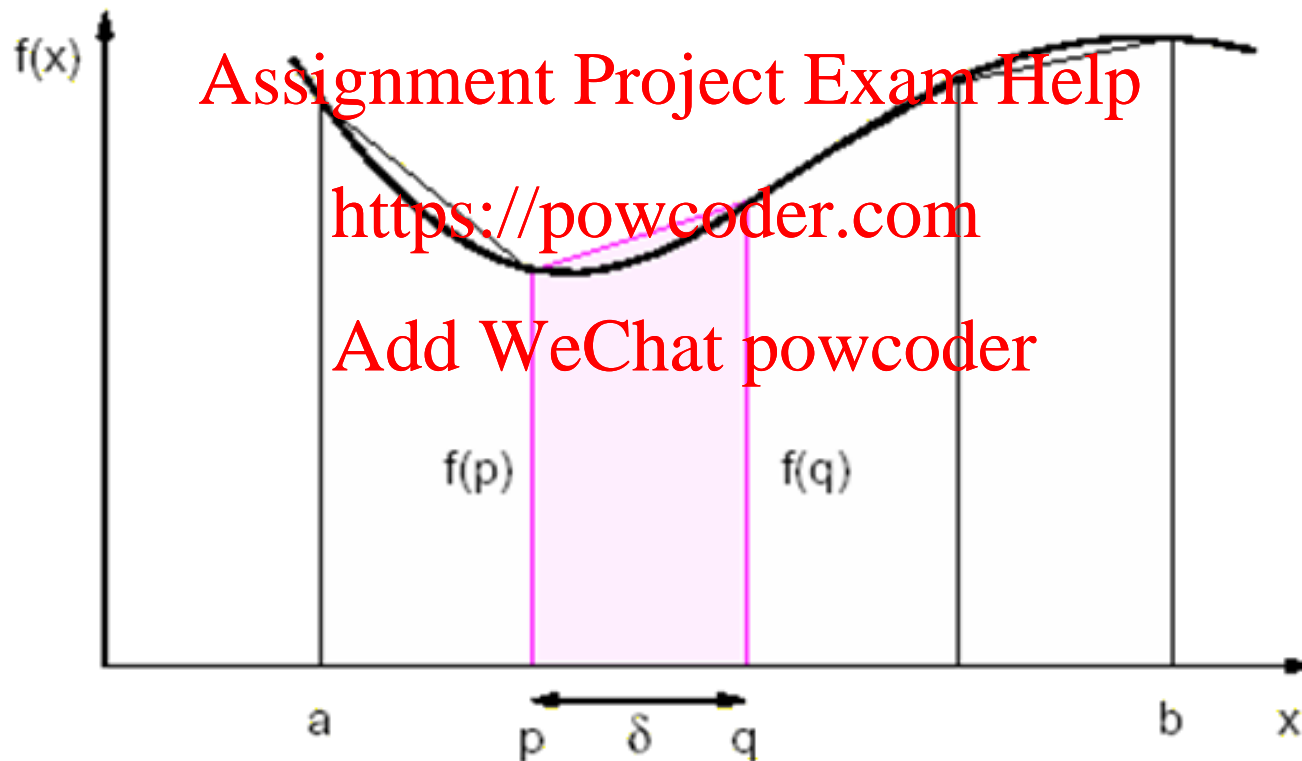 f(x)
Assignment Project Exam Help
https://powcoder.com
Add WeChat powcoder
f(p) f(q)
a p δ q b x